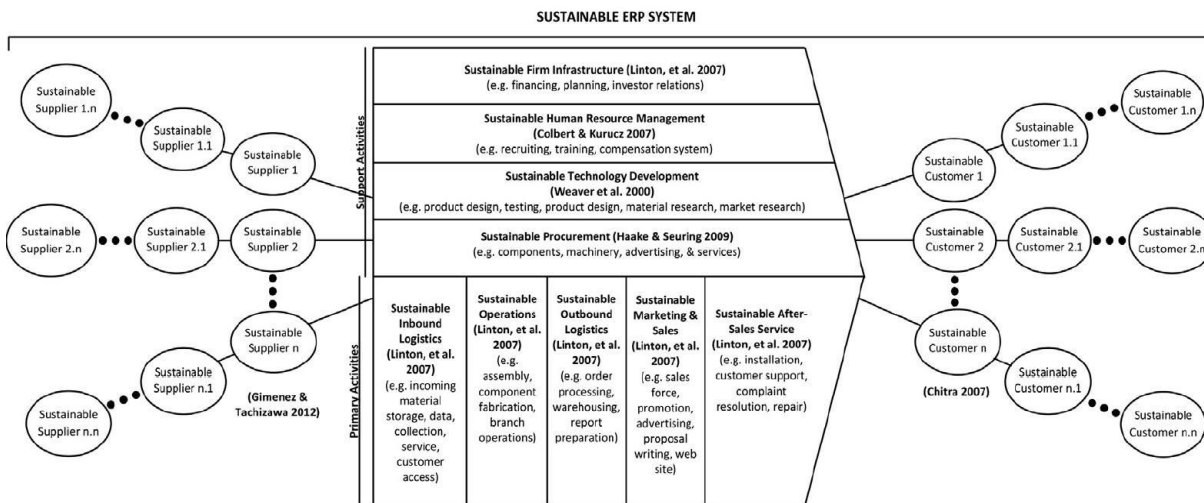 SUSTAINABLE ERP SYSTEM
Sustainable
Supplier 1.n
Sustainable
Supplier 1.1
Sustainable
Supplier 1
Sustainable
Supplier 2.n
Sustainable
Supplier 2.1
Sustainable
Supplier 2
Sustainable
Supplier n
Sustainable
Supplier n.1
Sustainable
Supplier n.n
(Gimenez &
Tachizawa 2012)
Support Activities
Sustainable Firm Infrastructure (Linton, et al. 2007)
(e.g. financing, planning, investor relations)
Sustainable Human Resource Management
(Colbert & Kurucz 2007)
(e.g. recruiting, training, compensation system)
Sustainable Technology Development
(Weaver et al. 2000)
(e.g. product design, testing, product design, material research, market research)
Sustainable Procurement (Haake & Seuring 2009)
(e.g. components, machinery, advertising, & services)
Primary Activities
Sustainable
Inbound
Logistics
(Linton, et al.
2007)
(e.g. incoming
material
storage, data,
collection,
service,
customer
access)
Sustainable
Operations
(Linton, et al.
2007)
(e.g.
assembly,
component
fabrication,
branch
operations)
Sustainable
Outbound
Logistics
(Linton, et al.
2007)
(e.g. order
processing,
warehousing,
report
preparation)
Sustainable
Marketing &
Sales
(Linton, et al.
2007)
(e.g. sales
force,
promotion,
advertising,
proposal
writing, web
site)
Sustainable After-
Sales Service
(Linton, et al. 2007)
(e.g. installation,
customer support,
complaint
resolution, repair)
Sustainable
Customer 1.n
Sustainable
Customer 1.1
Sustainable
Customer 1
Sustainable
Customer 2
Sustainable
Customer 2.1
Sustainable
Customer 2.n
Sustainable
Customer n
(Chitra 2007)
Sustainable
Customer n.1
Sustainable
Customer n.n